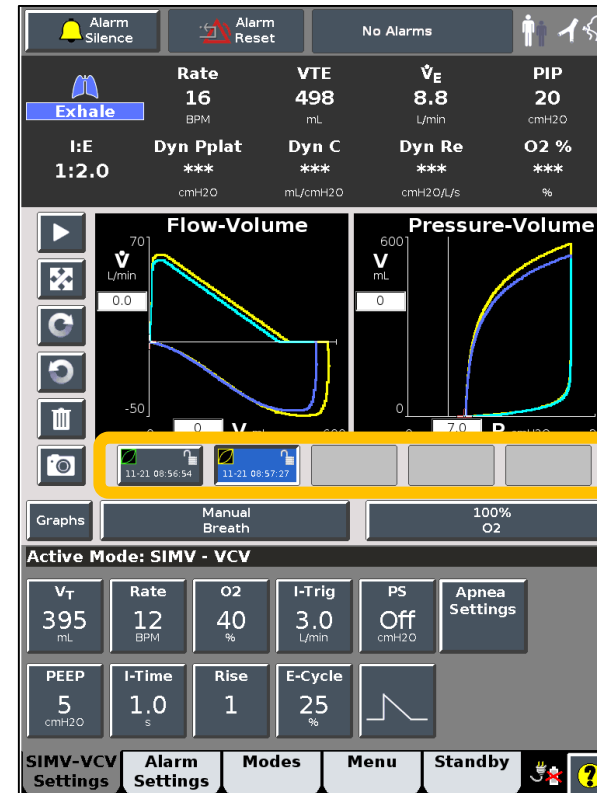 Alarm
Silence
Alarm
Reset
No Alarms
Rate VTE V̇E PIP
Exhale 16 498 8.8 20
BPM mL L/min cmH2O
I:E Dyn Pplat Dyn C Dyn Re O2 %
1:2.0 *** *** *** ***
cmH2O mL/cmH2O cmH2O/L/s %
Flow-Volume Pressure-Volume
70 600
V̇ V
L/min mL
0.0 0
-50 0
0 V 7.0
11-21 08:56:54 11-21 08:57:27
Graphs
Manual
Breath
100%
O2
Active Mode: SIMV - VCV
VT Rate O2 I-Trig PS Apnea
Settings
395 12 40 3.0 Off
mL BPM % L/min cmH2O
PEEP I-Time Rise E-Cycle
5 1.0 1 25
cmH2O s %
SIMV-VCV
Settings
Alarm
Settings
Modes Menu Standby ?